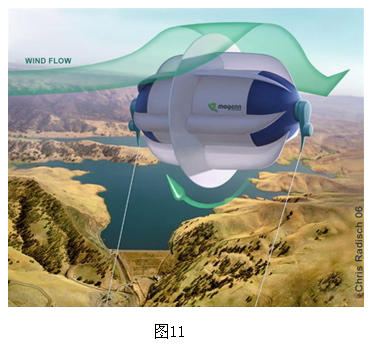 WIND FLOW
magenn
Chris Radisch 06
图11